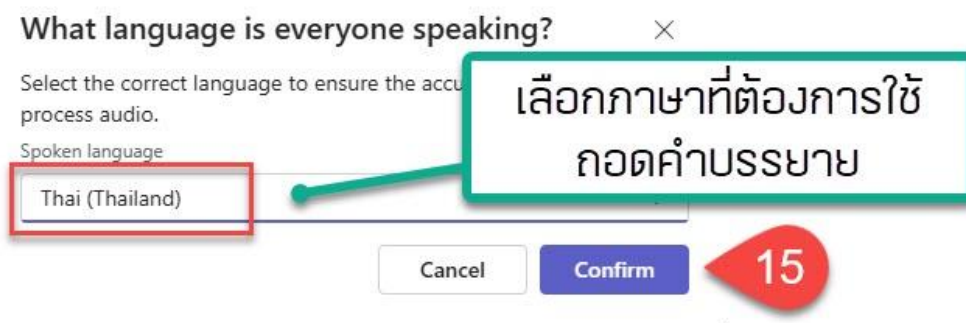 What language is everyone speaking?
Select the correct language to ensure the accu
process audio.
เลือกภาษาที่ต้องการใช้
ถอดคำบรรยาย
Spoken language
Thai (Thailand)
Cancel
Confirm
15